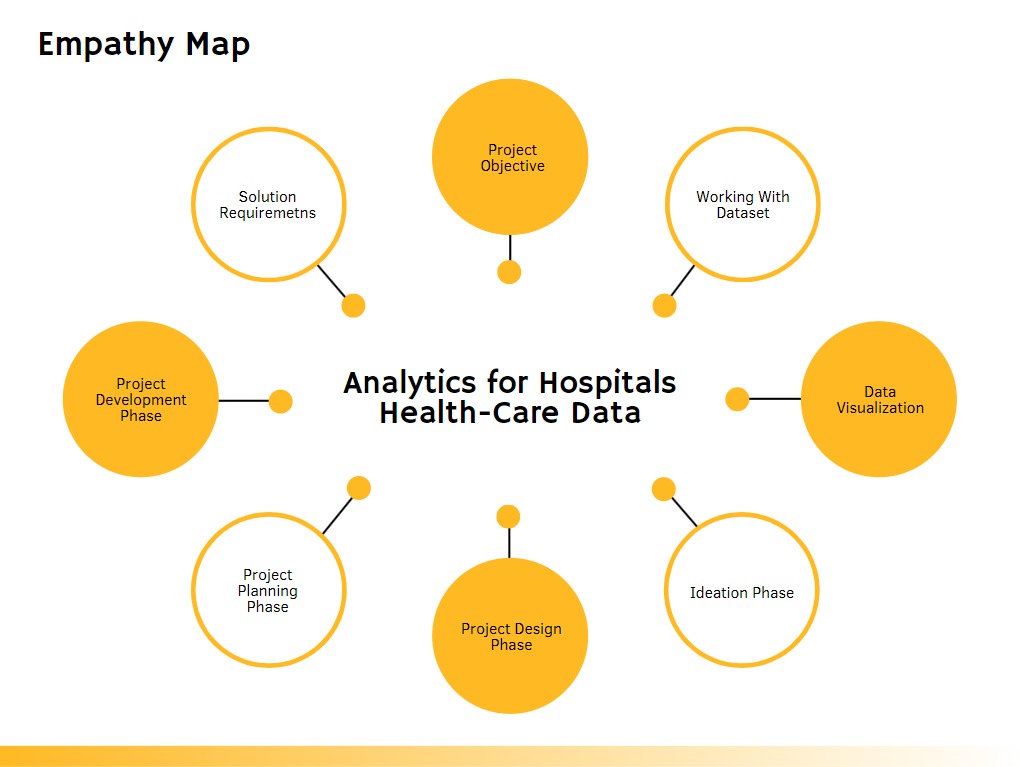 Empathy Map
Project
Objective
Solution
Requiremetns
Working With
Dataset
Project
Development
Phase
Analytics for Hospitals
Health-Care Data
Data
Visualization
Project
Planning
Phase
Project Design
Phase
Ideation Phase